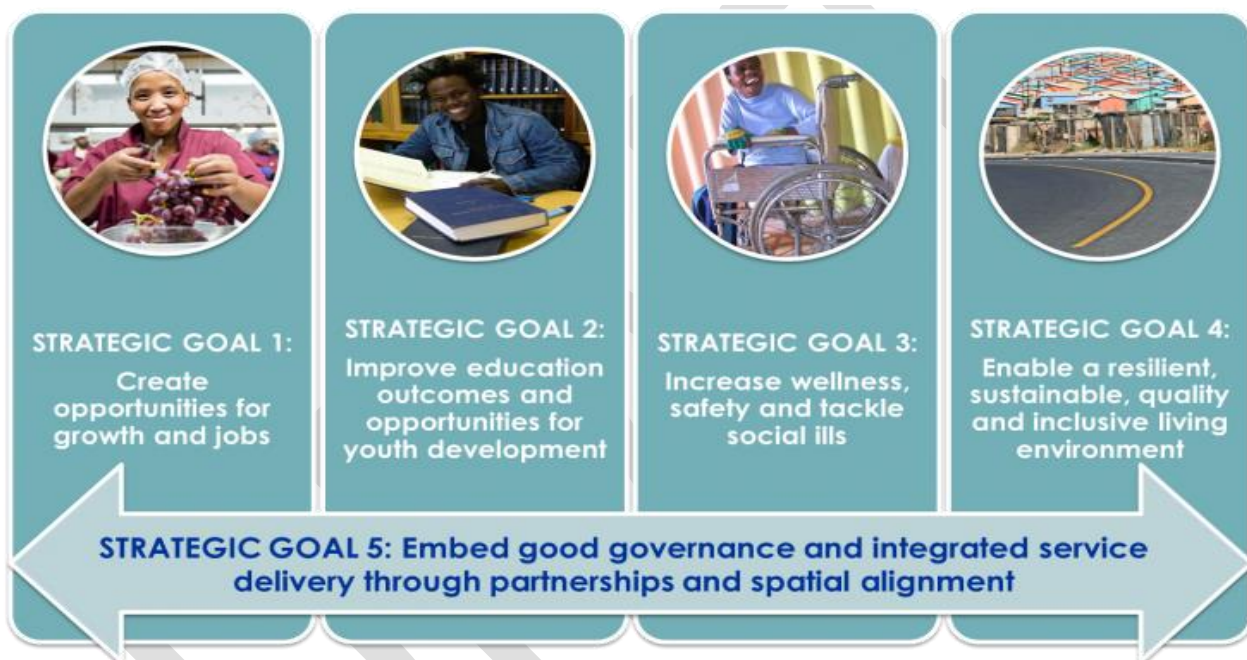 STRATEGIC GOAL 1:
Create
opportunities for
growth and jobs
STRATEGIC GOAL 2:
Improve education
outcomes and
opportunities for
youth development
STRATEGIC GOAL 3:
Increase wellness,
safety and tackle
social ills
STRATEGIC GOAL 4:
Enable a resilient,
sustainable, quality
and inclusive living
environment
STRATEGIC GOAL 5: Embed good governance and integrated service
delivery through partnerships and spatial alignment